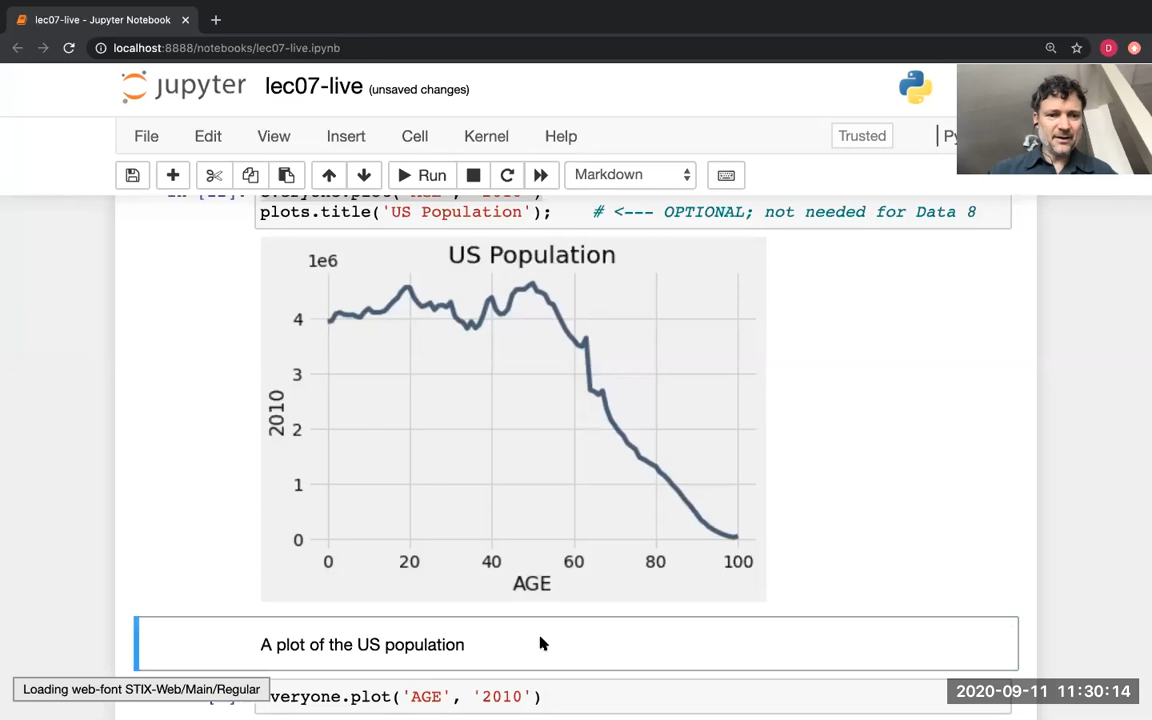 lec07-live - Jupyter Notebook
localhost:8888/notebooks/lec07-live.ipynb
D
jupyter lec07-live (unsaved changes)
File Edit View Insert Cell Kernel Help Trusted
Run Markdown
plots.title('US Population'); # <--- OPTIONAL; not needed for Data 8
US Population
1e6
4
3
2
1
0
2010
0 20 40 60 80 100
AGE
A plot of the US population
Loading web-font STIX-Web/Main/Regular
everyone.plot('AGE', '2010')
2020-09-11 11:30:14